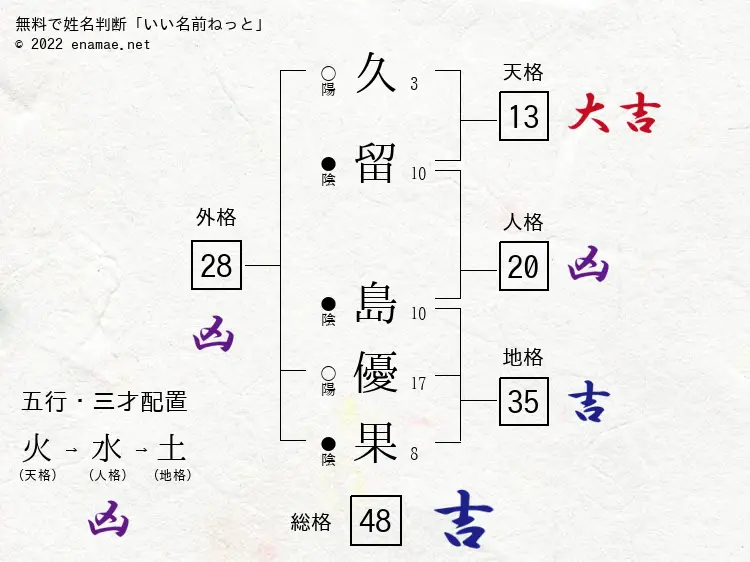 無料で姓名判断「いい名前ねっと」
© 2022 enamae.net
久 3
○陽
留 10
●陰
島 10
●陰
優 17
○陽
果 8
●陰
天格
13 大吉
人格
20 凶
地格
35 吉
外格
28
凶
総格 48 吉
五行・三才配置
火 → 水 → 土
(天格) (人格) (地格)
凶